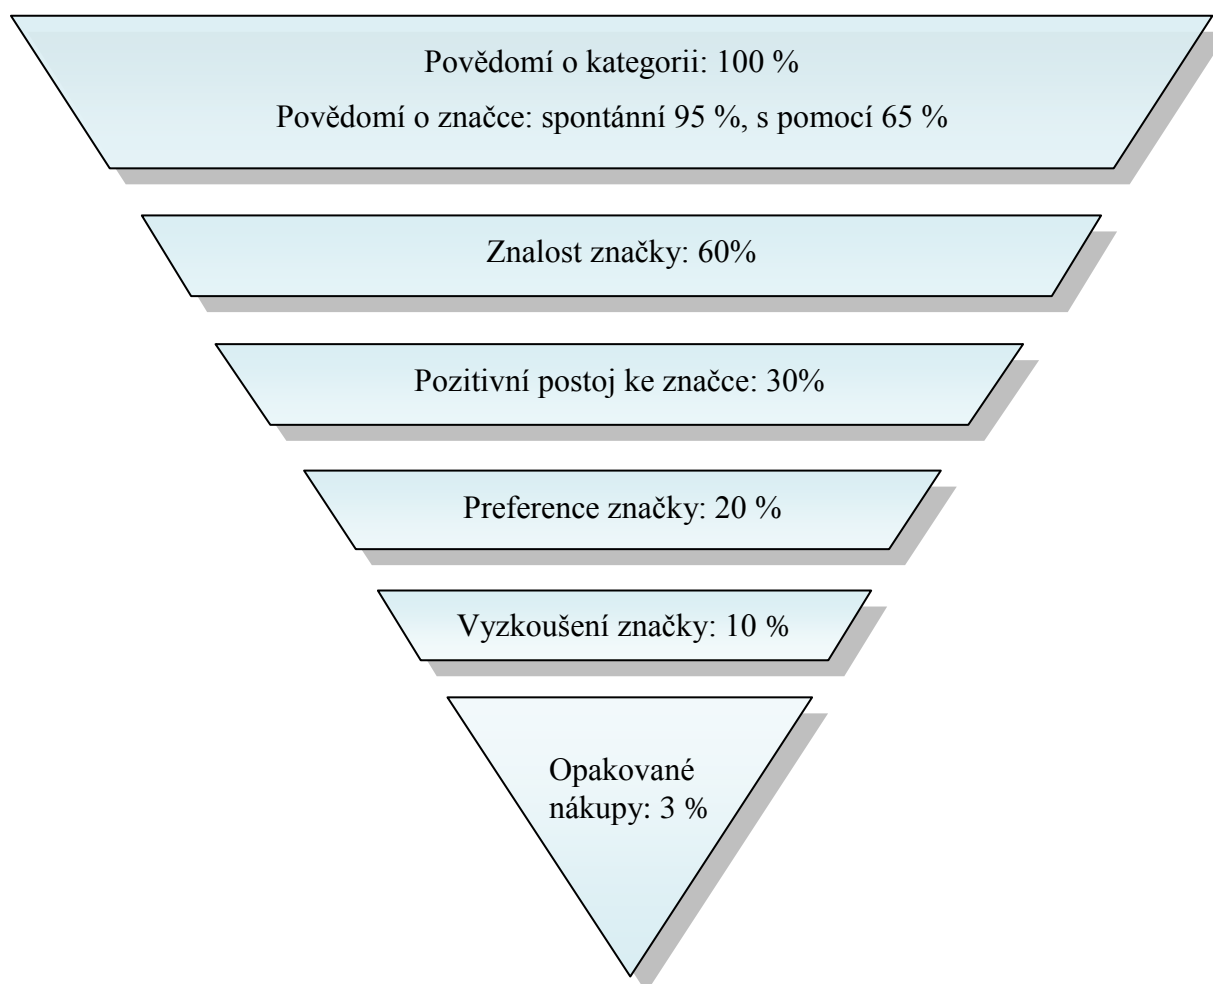 Povědomí o kategorii: 100 %
Povědomí o značce: spontánní 95 %, s pomocí 65 %
Znalost značky: 60%
Pozitivní postoj ke značce: 30%
Preference značky: 20 %
Vyzkoušení značky: 10 %
Opakované
nákupy: 3 %